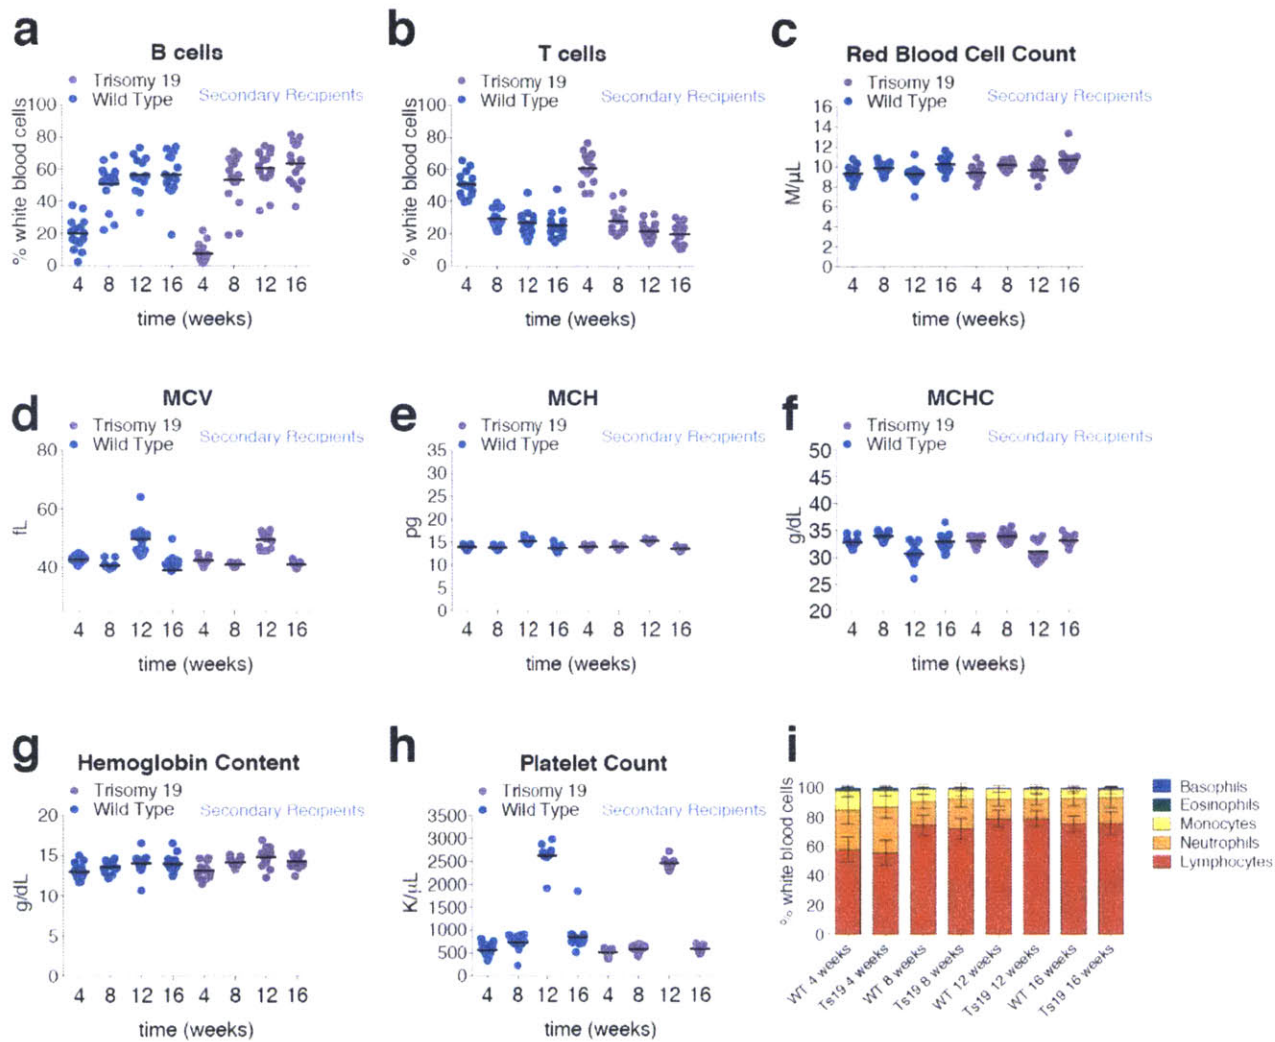 a
B cells
Trisomy 19
Wild Type
Secondary Recipients
% white blood cells
100
80
60
40
20
0
4 8 12 16 4 8 12 16
time (weeks)
b
T cells
Trisomy 19
Wild Type
Secondary Recipients
% white blood cells
100
80
60
40
20
0
4 8 12 16 4 8 12 16
time (weeks)
c
Red Blood Cell Count
Trisomy 19
Wild Type
Secondary Recipients
M/µL
16
14
12
10
8
6
4
2
0
4 8 12 16 4 8 12 16
time (weeks)
d
MCV
Trisomy 19
Wild Type
Secondary Recipients
fL
80
60
40
4 8 12 16 4 8 12 16
time (weeks)
e
MCH
Trisomy 19
Wild Type
Secondary Recipients
pg
35
30
25
20
15
10
5
0
4 8 12 16 4 8 12 16
time (weeks)
f
MCHC
Trisomy 19
Wild Type
Secondary Recipients
g/dL
50
45
40
35
30
25
20
4 8 12 16 4 8 12 16
time (weeks)
g
Hemoglobin Content
Trisomy 19
Wild Type
Secondary Recipients
g/dL
20
15
10
5
0
4 8 12 16 4 8 12 16
time (weeks)
h
Platelet Count
Trisomy 19
Wild Type
Secondary Recipients
K/µL
3500
3000
2500
2000
1500
1000
500
0
4 8 12 16 4 8 12 16
time (weeks)
i
% white blood cells
100
80
60
40
20
0
WT 4 weeks
Ts19 4 weeks
WT 8 weeks
Ts19 8 weeks
WT 12 weeks
Ts19 12 weeks
WT 16 weeks
Ts19 16 weeks
Basophils
Eosinophils
Monocytes
Neutrophils
Lymphocytes